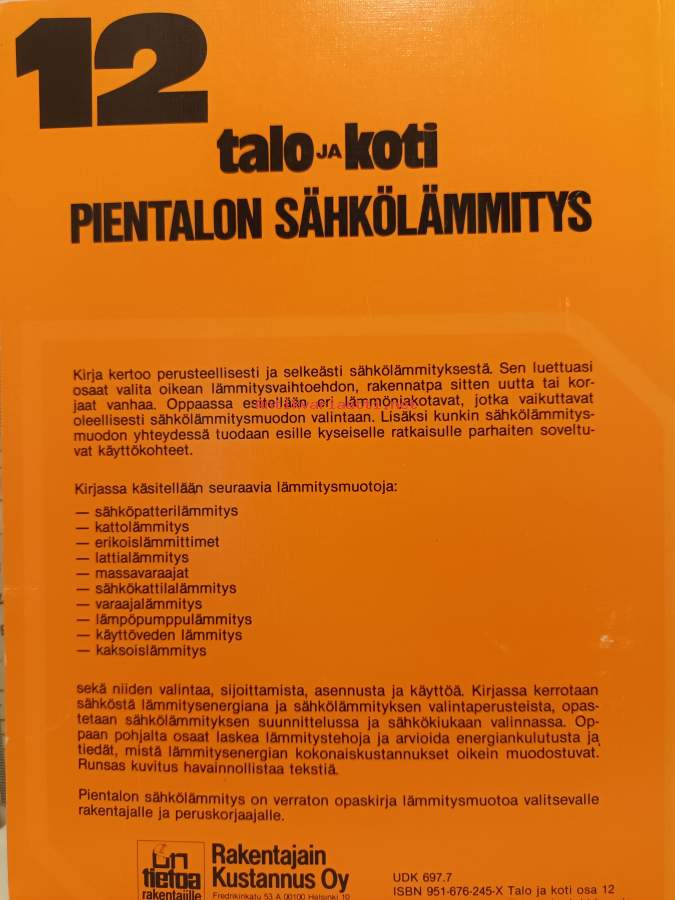 12
talo JA koti
PIENTALON SÄHKÖLÄMMITYS
Kirja kertoo perusteellisesti ja selkeästi sähkölämmityksestä. Sen luettuasi
osaat valita oikean lämmitysvaihtoehdon, rakennatpa sitten uutta tai kor-
jaat vanhaa. Oppaassa esitellään eri lämmönjakotavat, jotka vaikuttavat
oleellisesti sähkölämmitysmuodon valintaan. Lisäksi kunkin sähkölämmitys-
muodon yhteydessä tuodaan esille kyseiselle ratkaisulle parhaiten soveltu-
vat käyttökohteet.
Kirjassa käsitellään seuraavia lämmitysmuotoja:
— sähköpatterilämmitys
— kattolämmitys
— erikoislämmittimet
— lattialämmitys
— massavaraajat
— sähkökattilalämmitys
— varaajalämmitys
— lämpöpumppulämmitys
— käyttöveden lämmitys
— kaksoislämmitys
sekä niiden valintaa, sijoittamista, asennusta ja käyttöä. Kirjassa kerrotaan
sähköstä lämmitysenergiana ja sähkölämmityksen valintaperusteista, opas-
tetaan sähkölämmityksen suunnittelussa ja sähkökiukaan valinnassa. Op-
paan pohjalta osaat laskea lämmitystehoja ja arvioida energiankulutusta ja
tiedät, mistä lämmitysenergian kokonaiskustannukset oikein muodostuvat.
Runsas kuvitus havainnollistaa tekstiä.
Pientalon sähkölämmitys on verraton opaskirja lämmitysmuotoa valitsevalle
rakentajalle ja peruskorjaajalle.
tietoa
rakentajille
Rakentajain
Kustannus Oy
Fredrikinkatu 53 A 00100 Helsinki 10
UDK 697.7
ISBN 951-676-245-X Talo ja koti osa 12